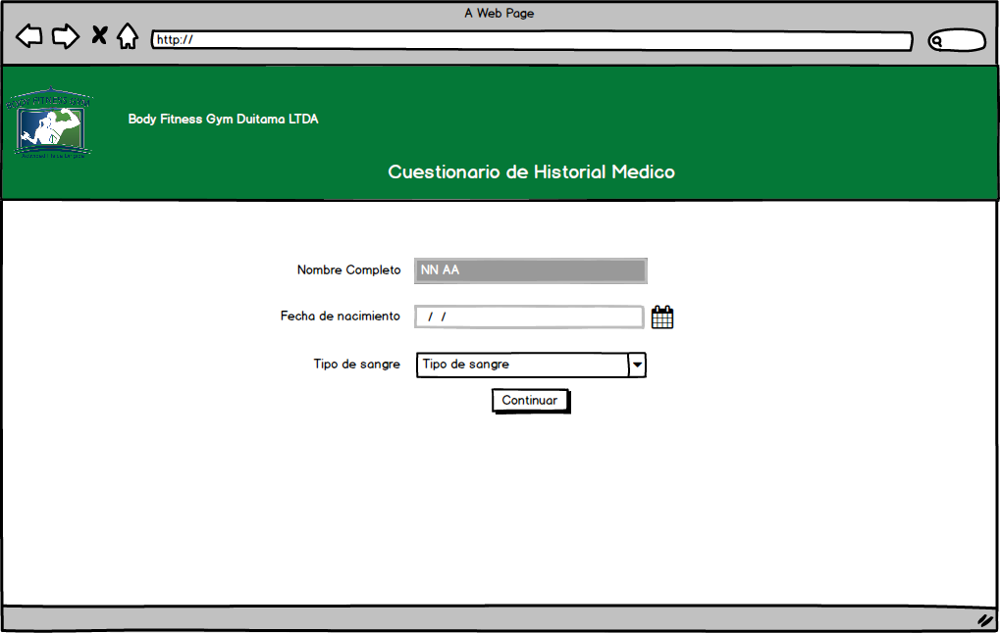 A Web Page
http://
BODY FITNESS GYM
Body Fitness Gym Duitama LTDA
Cuestionario de Historial Medico
Nombre Completo NN AA
Fecha de nacimiento / /
Tipo de sangre Tipo de sangre
Continuar